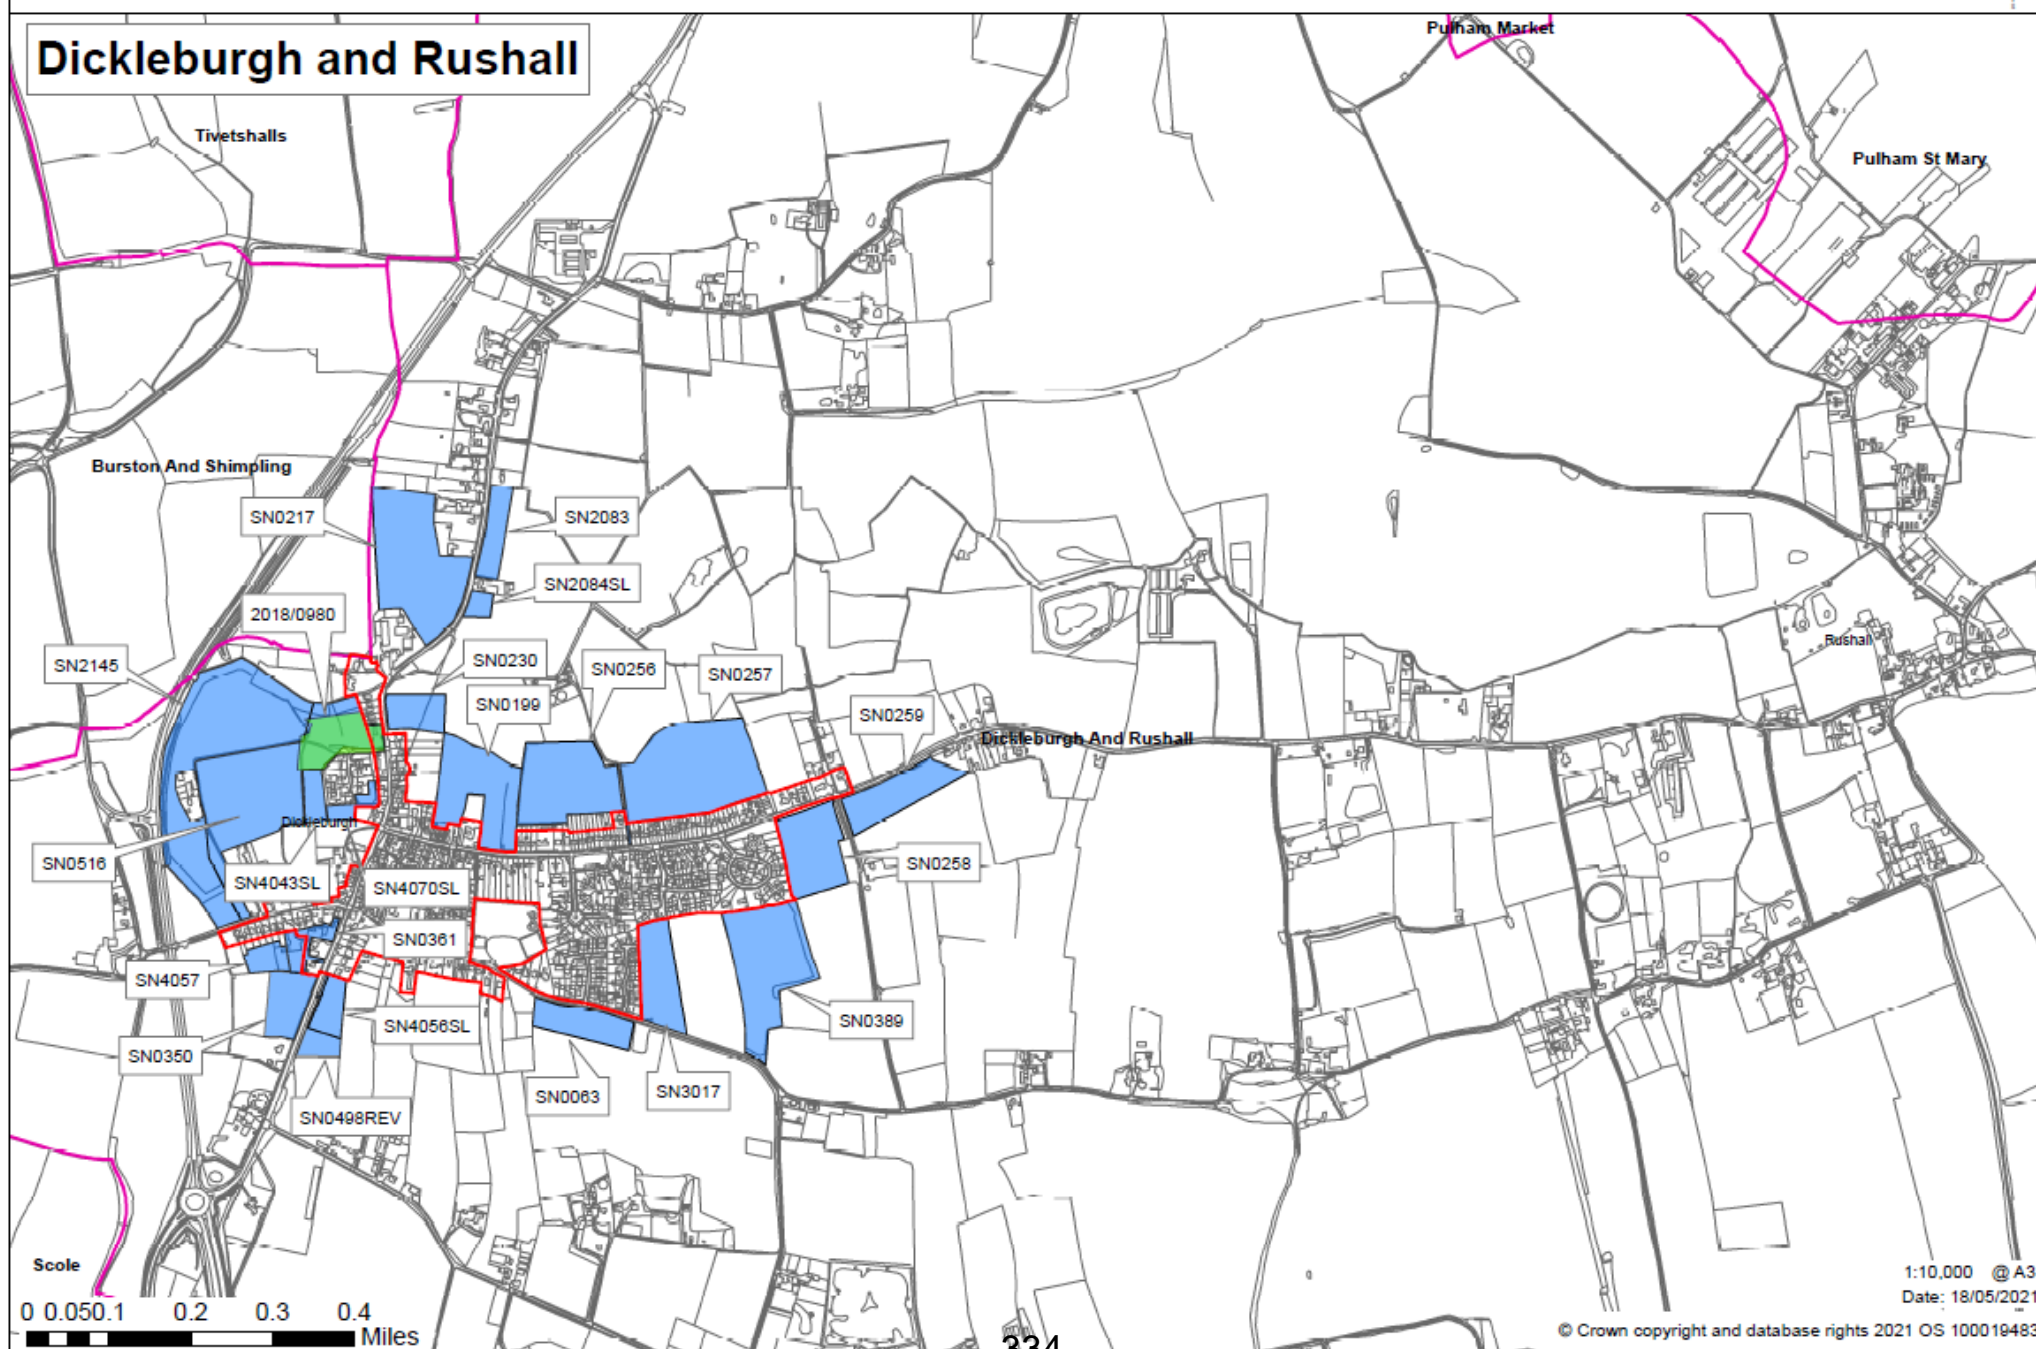 Dickleburgh and Rushall
Pulham Market
Tivetshalls
Pulham St Mary
Burston And Shimpling
SN0217
SN2083
SN2084SL
2018/0980
SN2145
SN0230
SN0256
SN0257
SN0199
SN0259
Rushall
Dickleburgh And Rushall
Dickleburgh
SN0516
SN4043SL
SN4070SL
SN0258
SN0361
SN4057
SN4056SL
SN0389
SN0350
SN0063
SN3017
SN0498REV
Scole
1:10,000 @ A3
Date: 18/05/2021
0 0.050.1 0.2 0.3 0.4
Miles
334
© Crown copyright and database rights 2021 OS 100019483